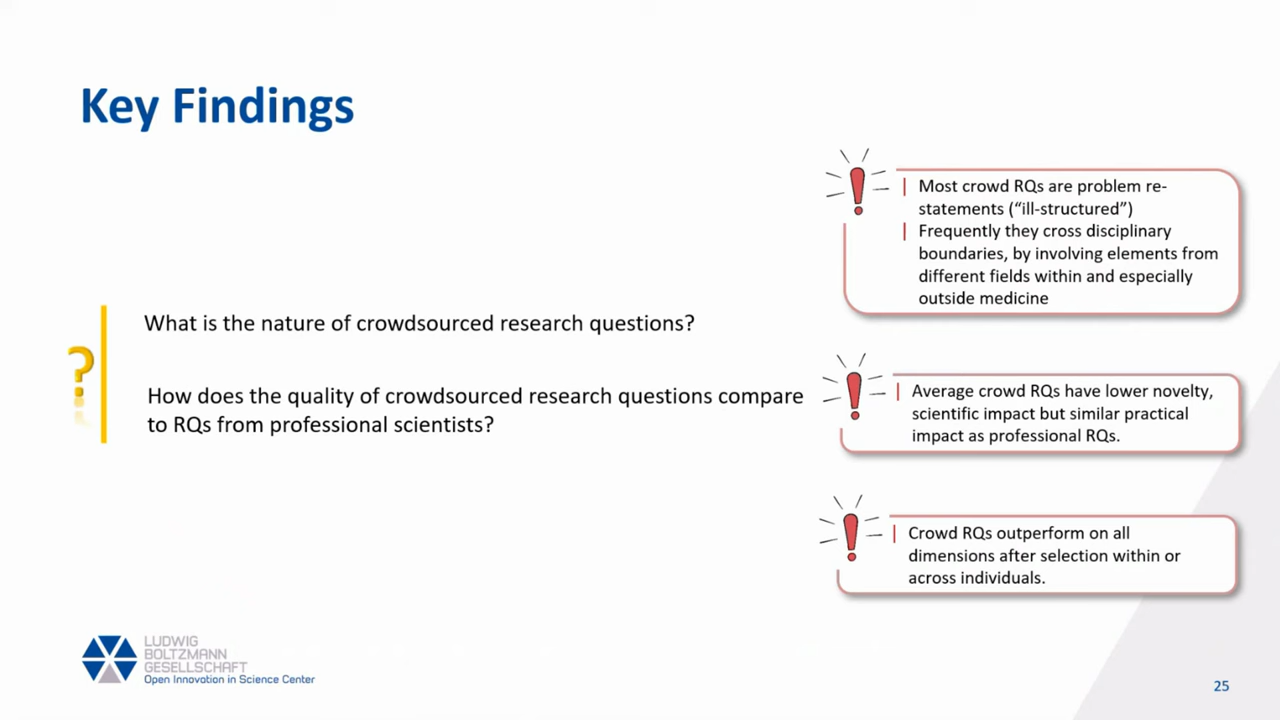 Key Findings
Most crowd RQs are problem re-
statements (“ill-structured”)
Frequently they cross disciplinary
boundaries, by involving elements from
different fields within and especially
outside medicine
?
What is the nature of crowdsourced research questions?
How does the quality of crowdsourced research questions compare
to RQs from professional scientists?
Average crowd RQs have lower novelty,
scientific impact but similar practical
impact as professional RQs.
Crowd RQs outperform on all
dimensions after selection within or
across individuals.
LUDWIG
BOLTZMANN
GESELLSCHAFT
Open Innovation in Science Center
25